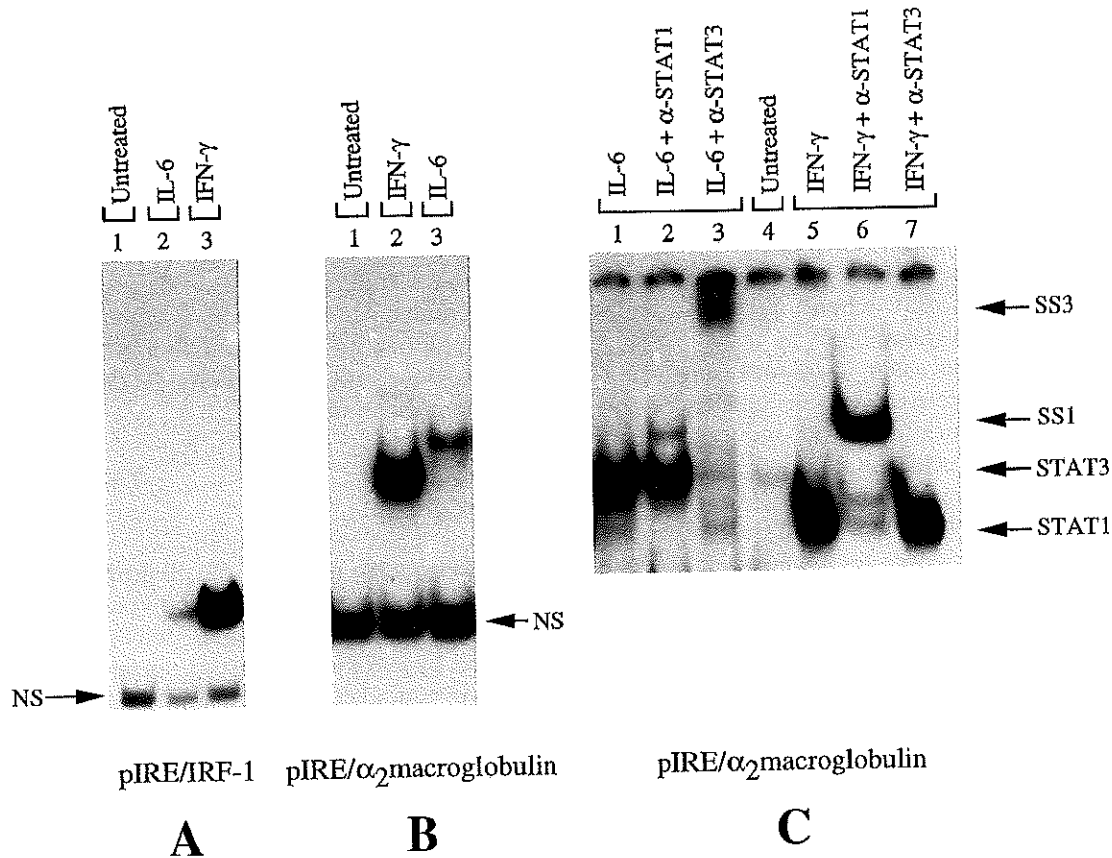 Untreated
IL-6
IFN-γ
1 2 3
NS
pIRE/IRF-1
A
Untreated
IFN-γ
IL-6
1 2 3
NS
pIRE/α₂macroglobulin
B
IL-6
IL-6 + α-STAT1
IL-6 + α-STAT3
Untreated
IFN-γ
IFN-γ + α-STAT1
IFN-γ + α-STAT3
1 2 3 4 5 6 7
SS3
SS1
STAT3
STAT1
pIRE/α₂macroglobulin
C